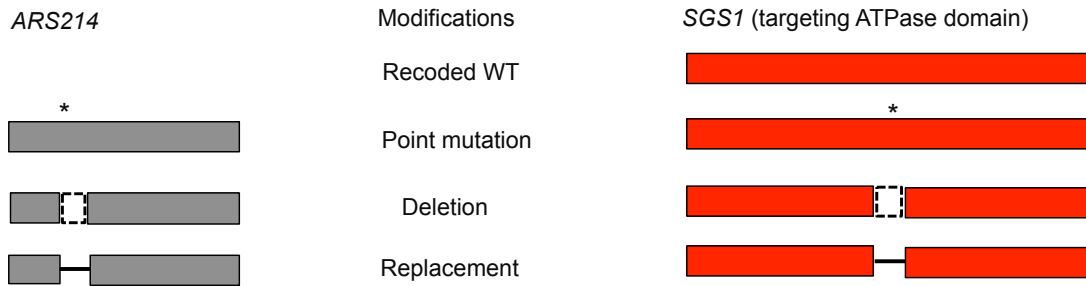 ARS214 Modifications SGS1 (targeting ATPase domain)
Recoded WT
* *
Point mutation
Deletion
Replacement